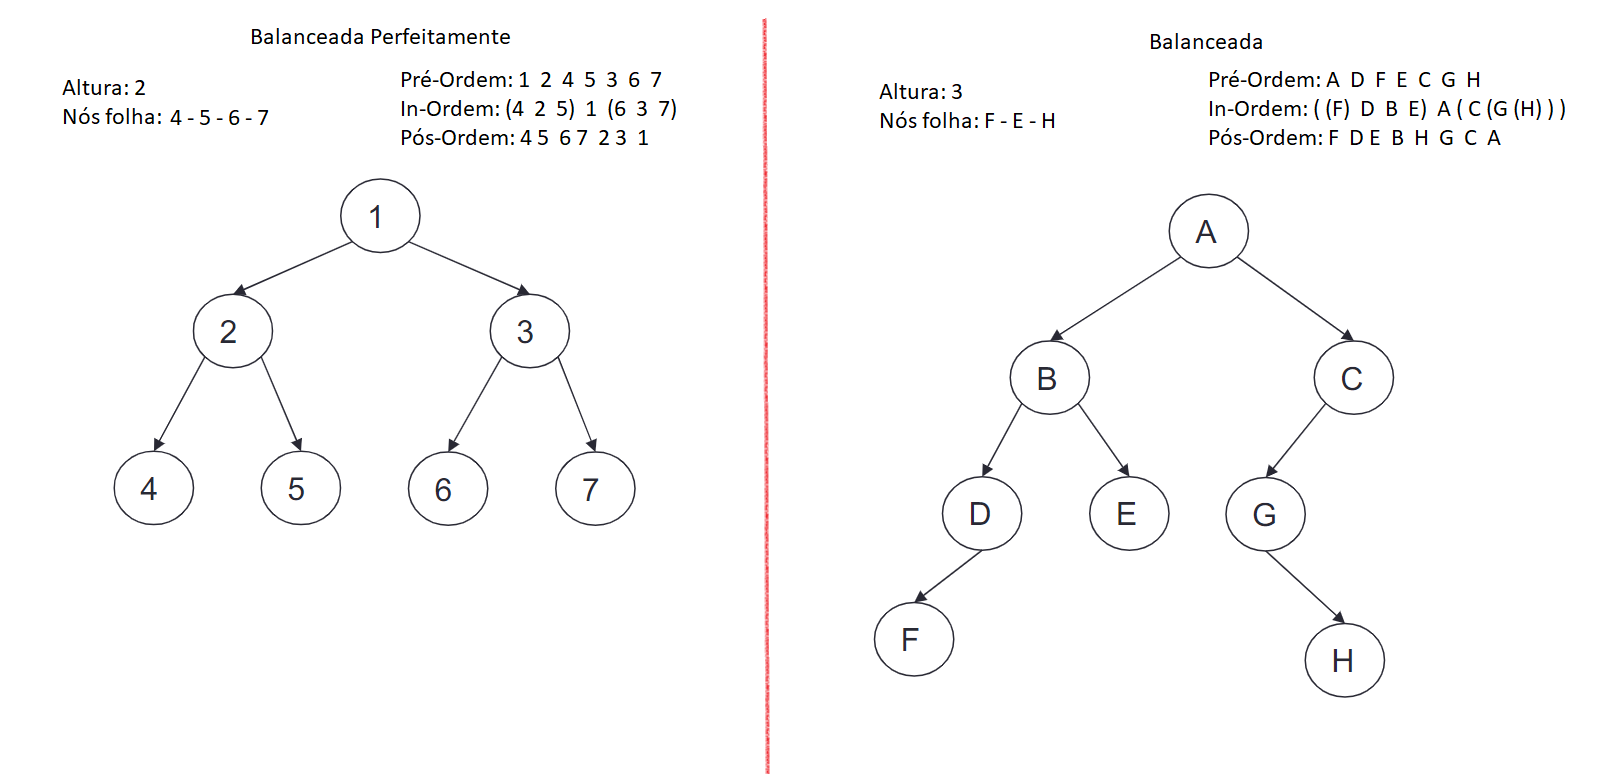 Balanceada Perfeitamente
Altura: 2
Nós folha: 4 - 5 - 6 - 7
Pré-Ordem: 1 2 4 5 3 6 7
In-Ordem: (4 2 5) 1 (6 3 7)
Pós-Ordem: 4 5 6 7 2 3 1
1
2 3
4 5 6 7
Balanceada
Altura: 3
Nós folha: F - E - H
Pré-Ordem: A D F E C G H
In-Ordem: ( (F) D B E) A ( C (G (H) ) )
Pós-Ordem: F D E B H G C A
A
B C
D E G
F H